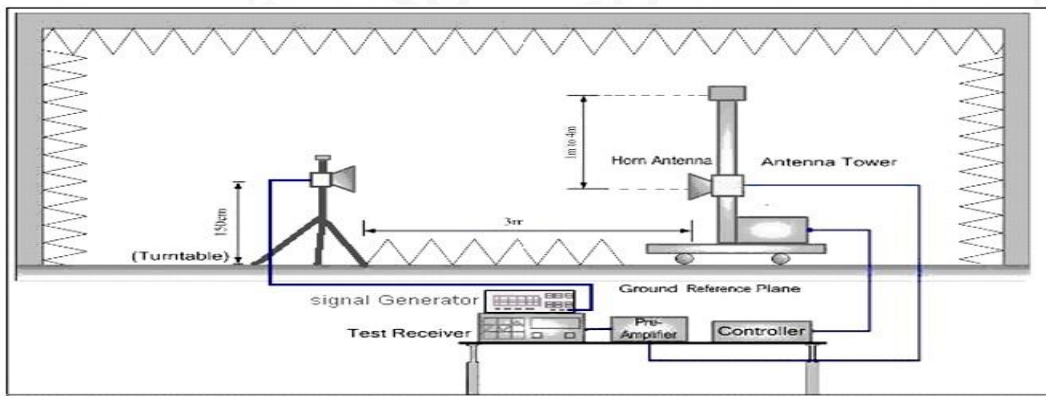 1m to 4m
Horn Antenna
Antenna Tower
150cm
3m
(Turntable)
Ground Reference Plane
signal Generator
Test Receiver
Pre-
Amplifier
Controller